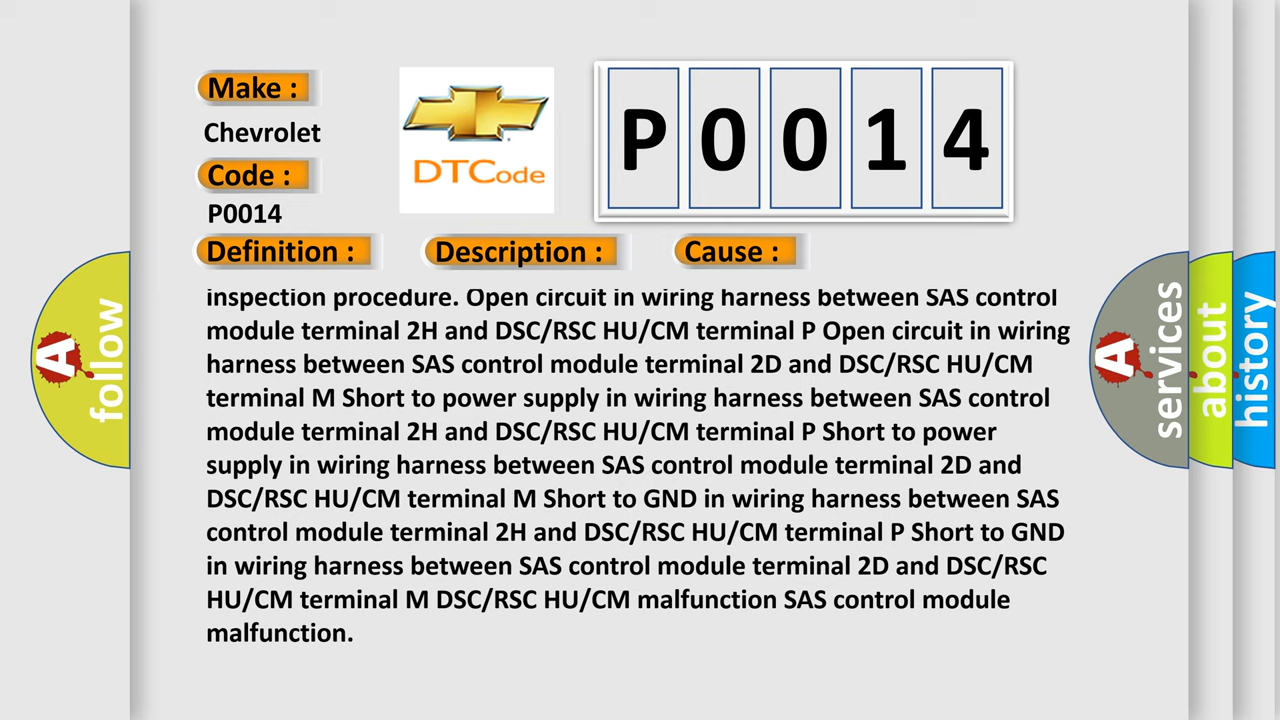 Make :
Chevrolet
Code :
P0014
DTCode
P0014
Definition :
Description :
Cause :
inspection procedure. Open circuit in wiring harness between SAS control
module terminal 2H and DSC/RSC HU/CM terminal P Open circuit in wiring
harness between SAS control module terminal 2D and DSC/RSC HU/CM
terminal M Short to power supply in wiring harness between SAS control
module terminal 2H and DSC/RSC HU/CM terminal P Short to power
supply in wiring harness between SAS control module terminal 2D and
DSC/RSC HU/CM terminal M Short to GND in wiring harness between SAS
control module terminal 2H and DSC/RSC HU/CM terminal P Short to GND
in wiring harness between SAS control module terminal 2D and DSC/RSC
HU/CM terminal M DSC/RSC HU/CM malfunction SAS control module
malfunction.
A
follow
A
services
about
history